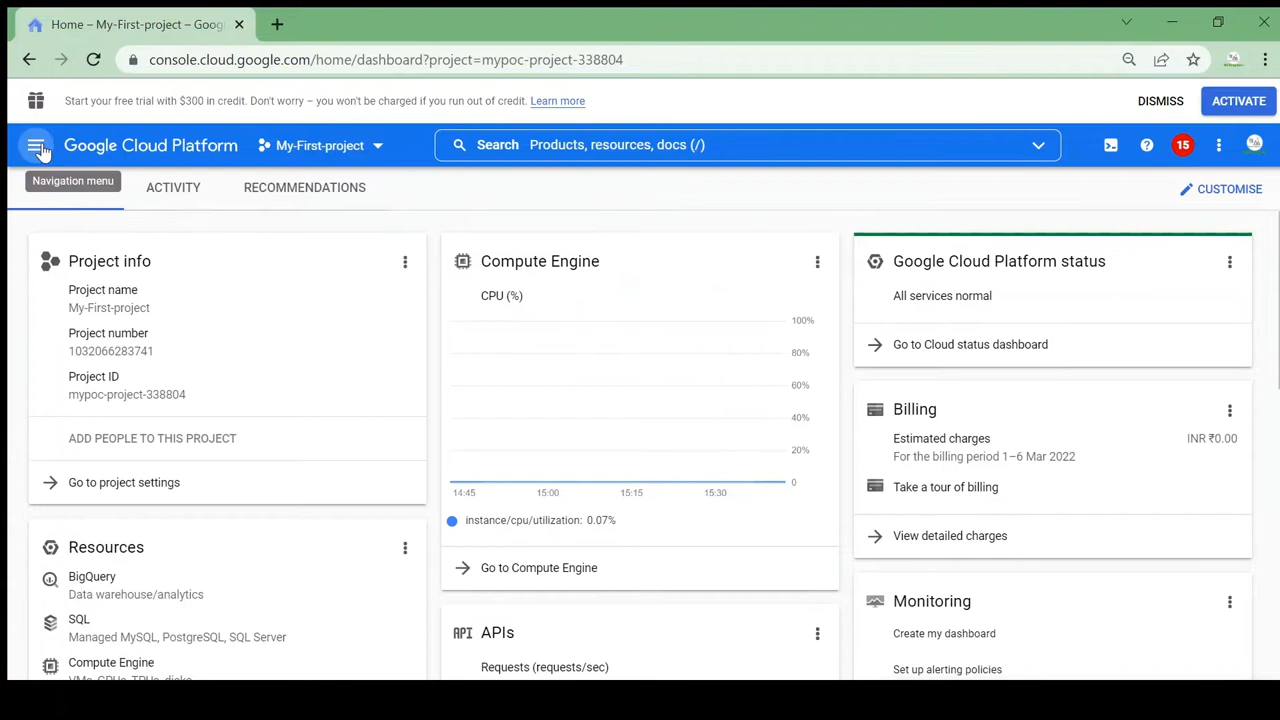 Home – My-First-project – Goog
console.cloud.google.com/home/dashboard?project=mypoc-project-338804
Start your free trial with $300 in credit. Don't worry – you won't be charged if you run out of credit. Learn more
DISMISS
ACTIVATE
Google Cloud Platform
My-First-project
Search Products, resources, docs (/)
15
Navigation menu
ACTIVITY
RECOMMENDATIONS
CUSTOMISE
Project info
Project name
My-First-project
Project number
1032066283741
Project ID
mypoc-project-338804
ADD PEOPLE TO THIS PROJECT
Go to project settings
Resources
BigQuery
Data warehouse/analytics
SQL
Managed MySQL, PostgreSQL, SQL Server
Compute Engine
VMs, GPUs, TPUs, disks
Compute Engine
CPU (%)
100%
80%
60%
40%
20%
0
14:45 15:00 15:15 15:30
instance/cpu/utilization: 0.07%
Go to Compute Engine
API APIs
Requests (requests/sec)
Google Cloud Platform status
All services normal
Go to Cloud status dashboard
Billing
Estimated charges INR ₹0.00
For the billing period 1–6 Mar 2022
Take a tour of billing
View detailed charges
Monitoring
Create my dashboard
Set up alerting policies